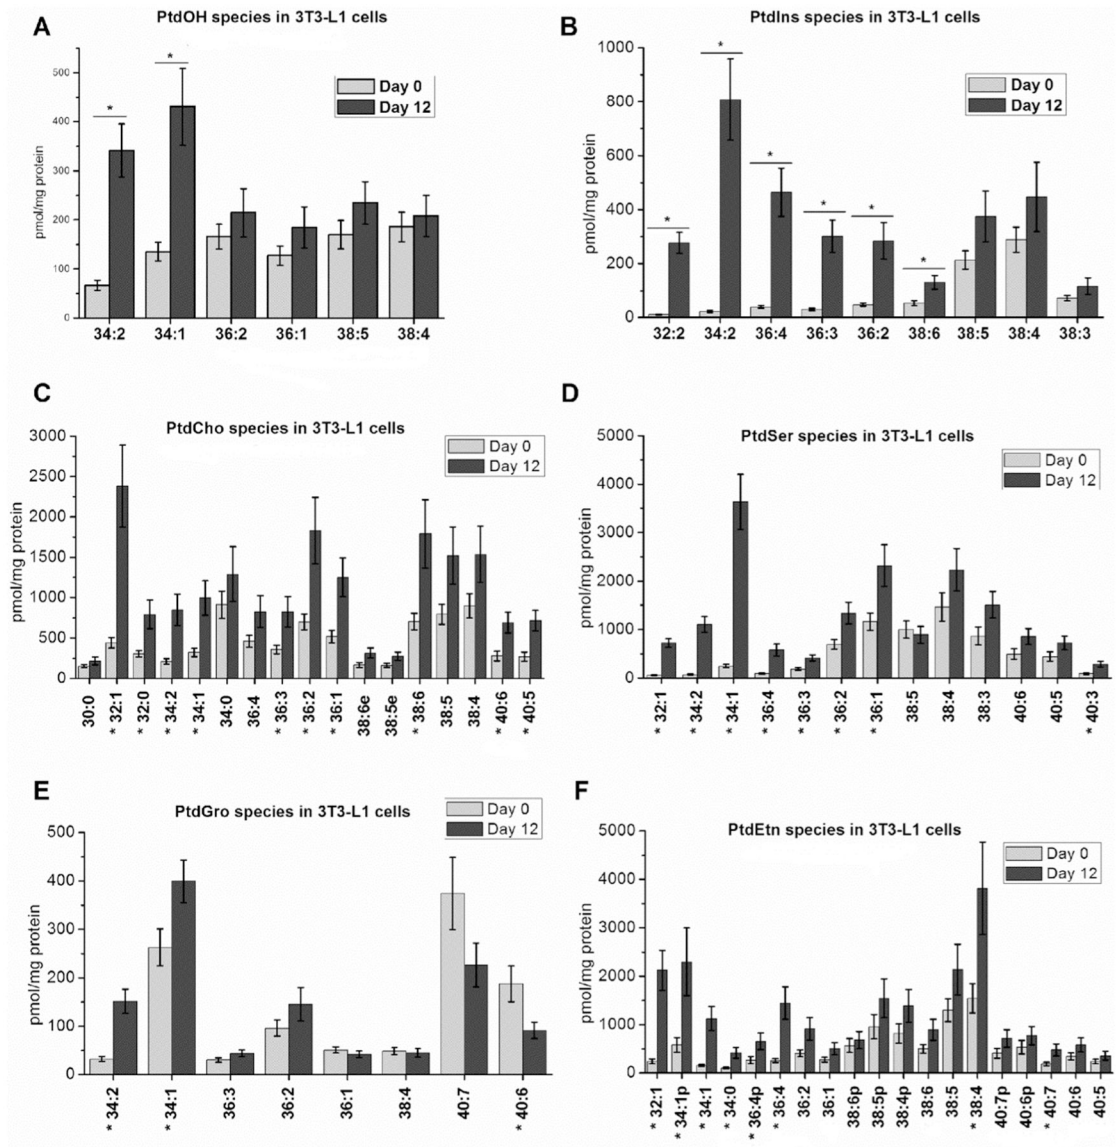 A
PtdOH species in 3T3-L1 cells
Day 0
Day 12
pmol/mg protein
500
400
300
200
100
0
34:2 34:1 36:2 36:1 38:5 38:4
* *
B
PtdIns species in 3T3-L1 cells
Day 0
Day 12
pmol/mg protein
1000
800
600
400
200
0
32:2 34:2 36:4 36:3 36:2 38:6 38:5 38:4 38:3
* * * * * *
C
PtdCho species in 3T3-L1 cells
Day 0
Day 12
pmol/mg protein
3000
2500
2000
1500
1000
500
0
30:0
* 32:1
* 32:0
* 34:2
* 34:1
34:0
36:4
* 36:3
* 36:2
* 36:1
38:6e
38:5e
* 38:6
38:5
38:4
* 40:6
* 40:5
D
PtdSer species in 3T3-L1 cells
Day 0
Day 12
pmol/mg protein
5000
4000
3000
2000
1000
0
* 32:1
* 34:2
* 34:1
* 36:4
* 36:3
* 36:2
* 36:1
38:5
38:4
38:3
40:6
40:5
* 40:3
E
PtdGro species in 3T3-L1 cells
Day 0
Day 12
pmol/mg protein
500
400
300
200
100
0
* 34:2
* 34:1
36:3
36:2
36:1
38:4
40:7
* 40:6
F
PtdEtn species in 3T3-L1 cells
Day 0
Day 12
pmol/mg protein
5000
4000
3000
2000
1000
0
* 32:1
* 34:1p
* 34:1
* 34:0
* 36:4p
* 36:4
36:2
36:1
38:6p
38:5p
38:4p
38:6
38:5
* 38:4
40:7p
40:6p
* 40:7
40:6
40:5